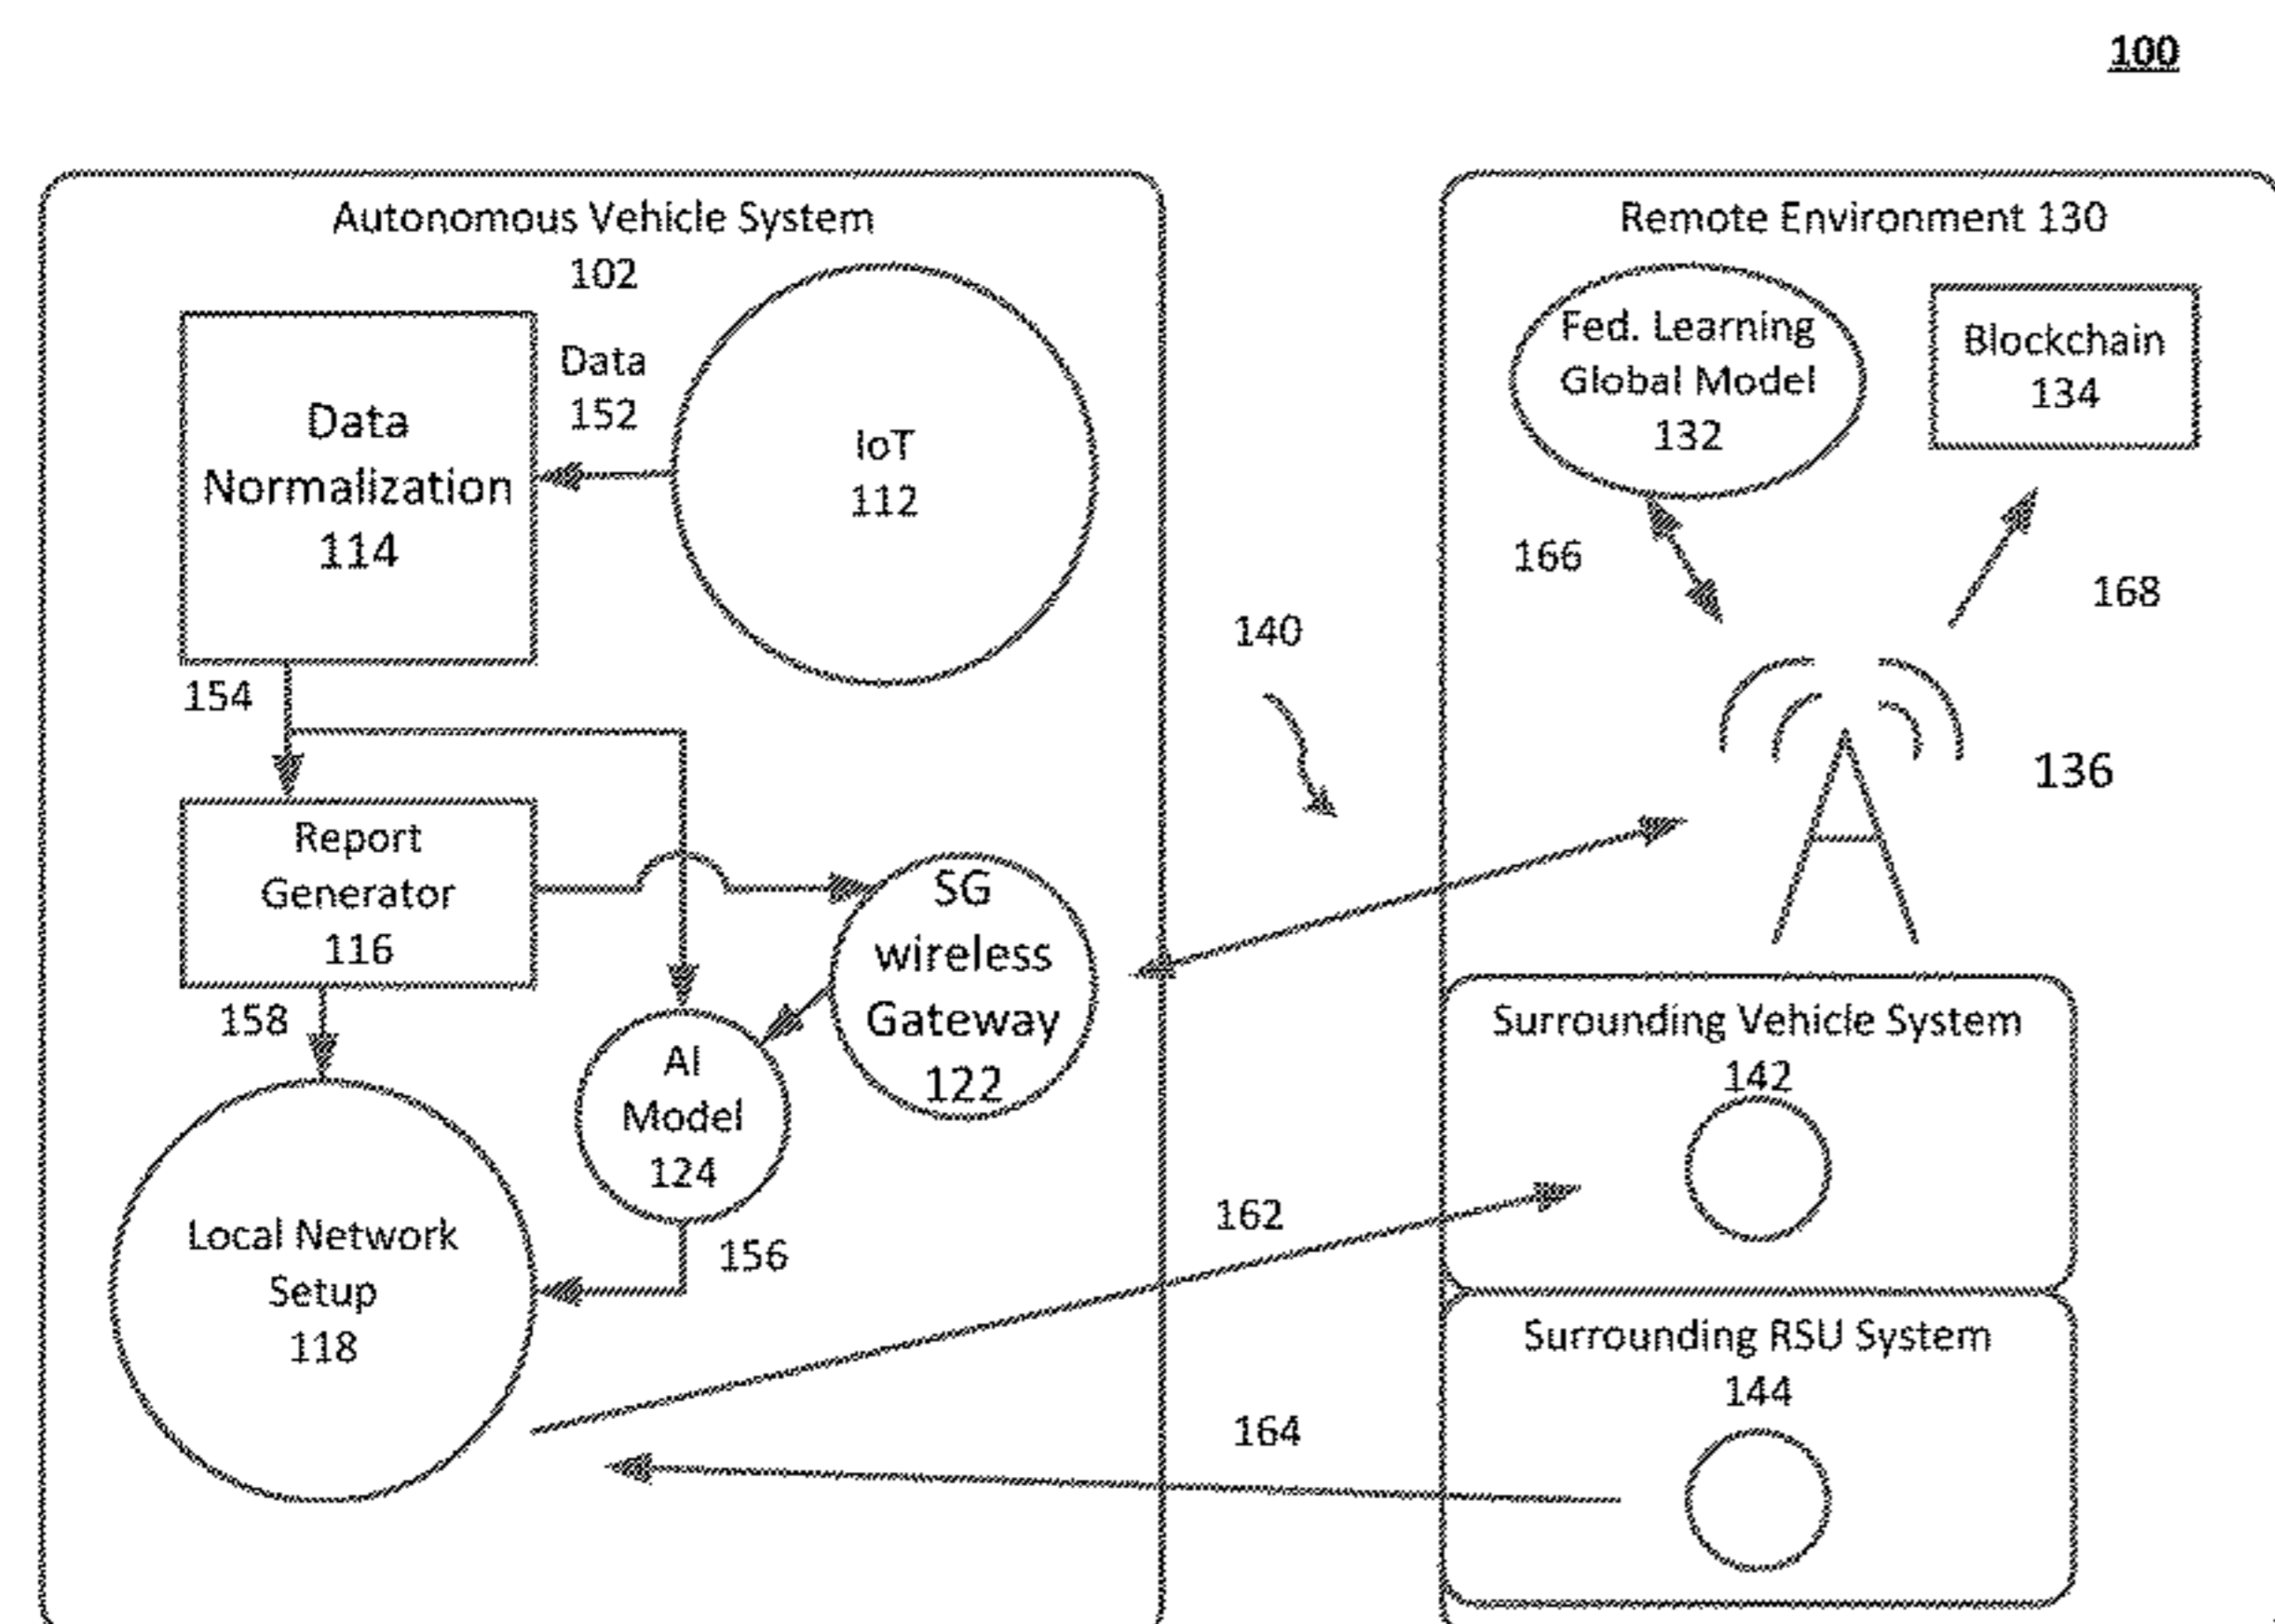 100
Autonomous Vehicle System
102
Data
Normalization
114
Data
152
IoT
112
154
Report
Generator
116
158
SG
wireless
Gateway
122
AI
Model
124
156
Local Network
Setup
118
140
162
164
Remote Environment 130
Fed. Learning
Global Model
132
Blockchain
134
166
168
136
Surrounding Vehicle System
142
Surrounding RSU System
144